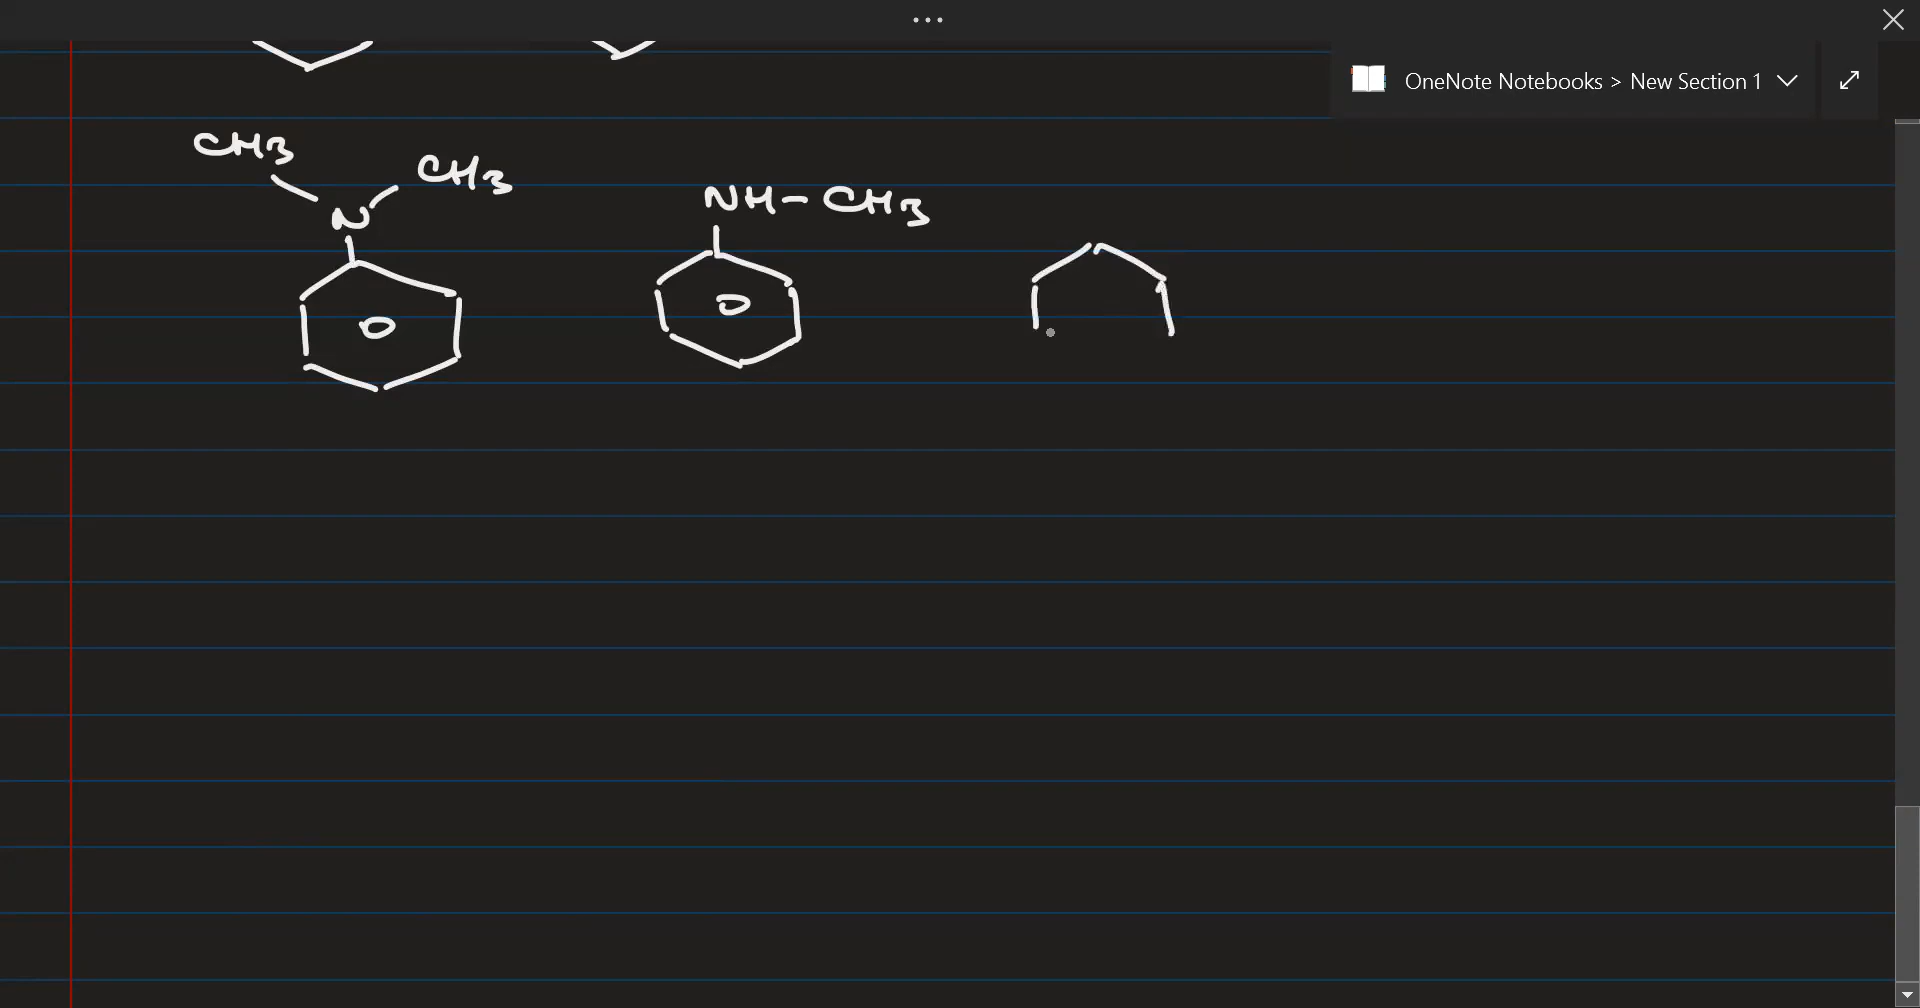 OneNote Notebooks > New Section 1
CH3
CH3
N
NH-CH3